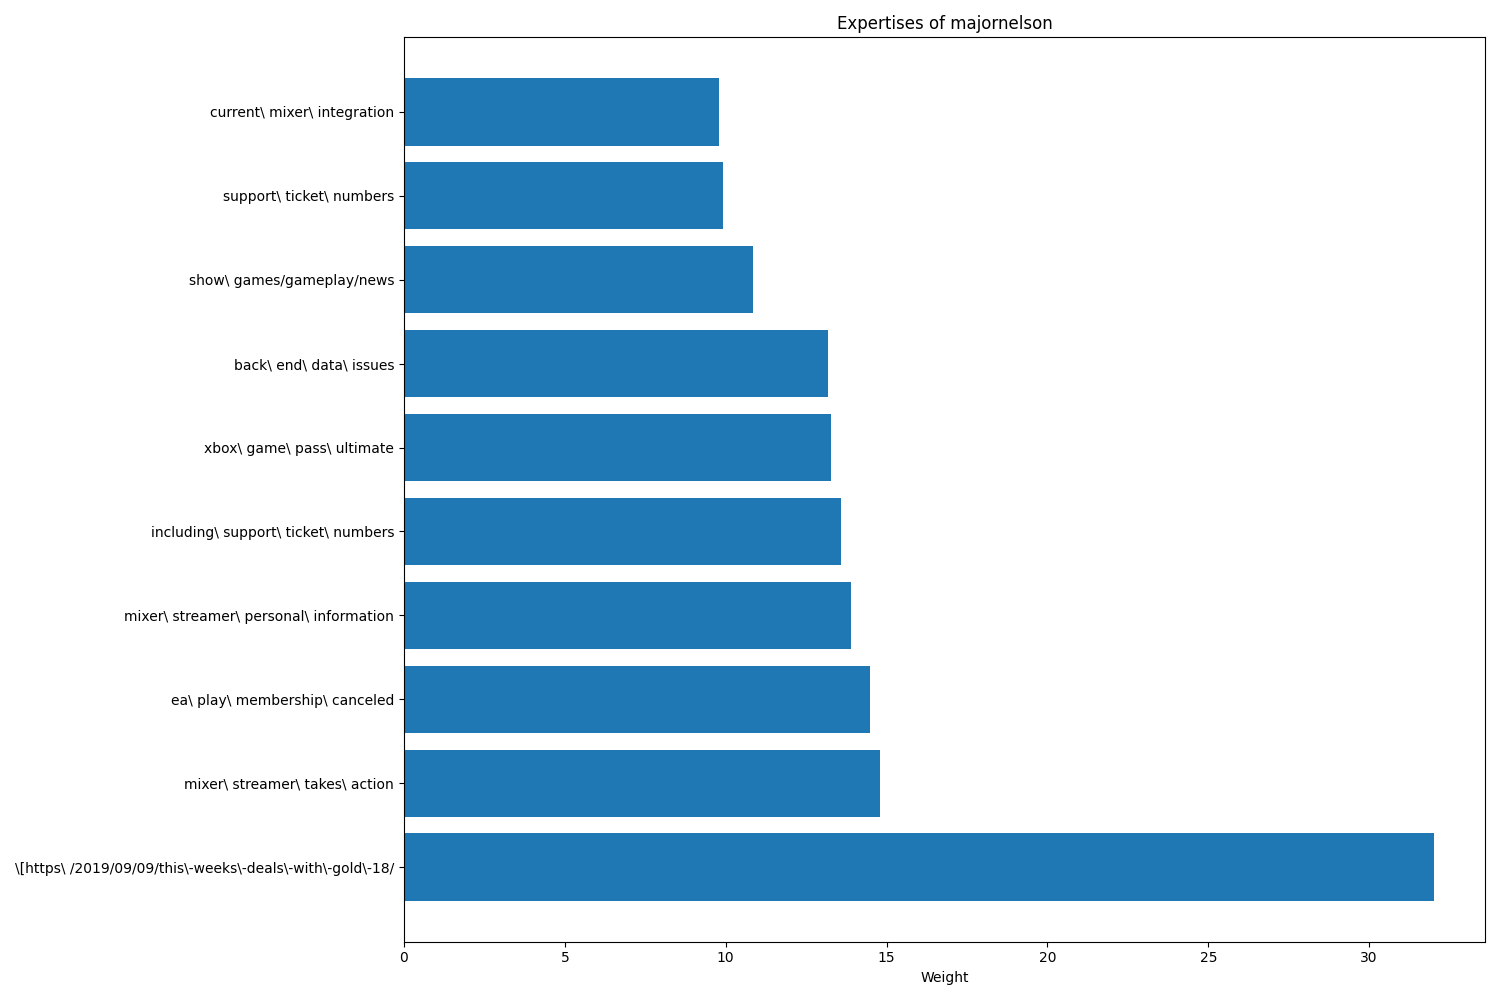 Expertises of majornelson
current\ mixer\ integration
support\ ticket\ numbers
show\ games/gameplay/news
back\ end\ data\ issues
xbox\ game\ pass\ ultimate
including\ support\ ticket\ numbers
mixer\ streamer\ personal\ information
ea\ play\ membership\ canceled
mixer\ streamer\ takes\ action
\[https\ /2019/09/09/this\-weeks\-deals\-with\-gold\-18/
0 5 10 15 20 25 30
Weight